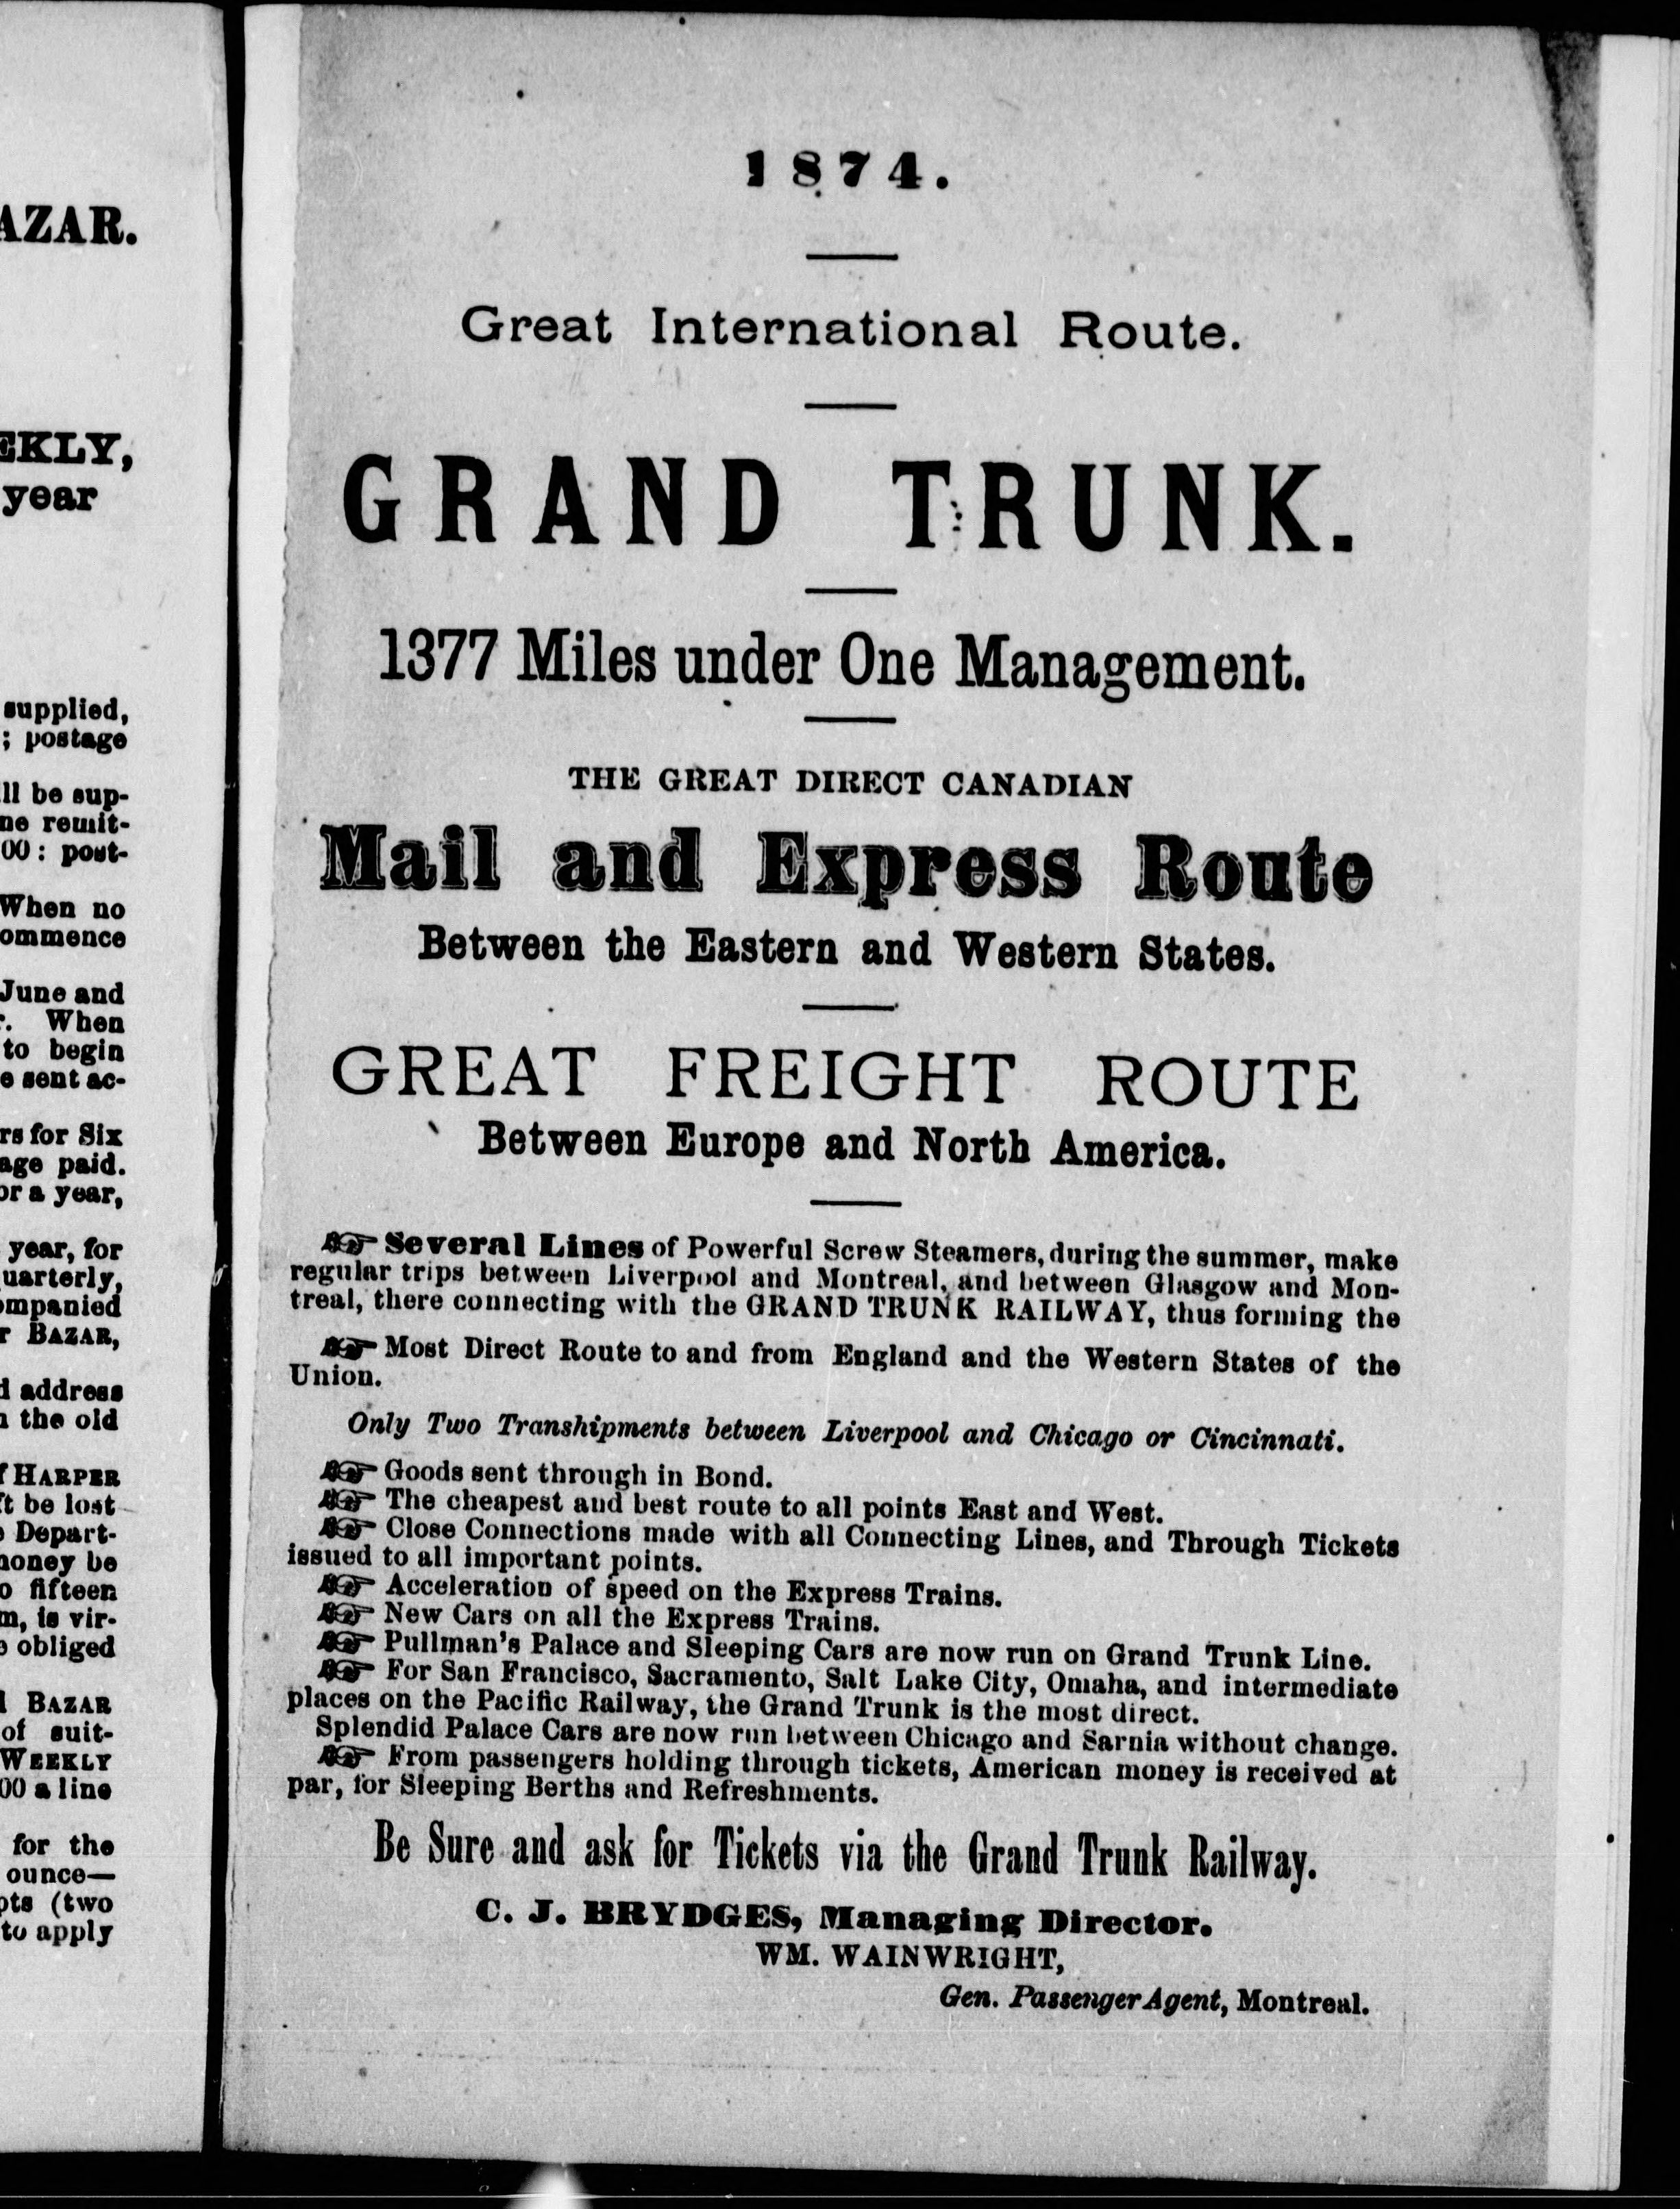 AZAR.
EKLY,
year
supplied,
; postage
ll be sup-
ne remit-
00 : post-
When no
ommence
June and
r. When
to begin
e sent ac-
rs for Six
age paid.
or a year,
year, for
uarterly,
ompanied
r BAZAR,
d address
n the old
f HARPER
ft be lost
Depart-
money be
o fifteen
m, is vir-
e obliged
BAZAR
of suit-
WEEKLY
00 a line
for the
ounce—
pts (two
to apply
1874.
Great International Route.
GRAND TRUNK.
1377 Miles under One Management.
THE GREAT DIRECT CANADIAN
Mail and Express Route
Between the Eastern and Western States.
GREAT FREIGHT ROUTE
Between Europe and North America.
☞ Several Lines of Powerful Screw Steamers, during the summer, make
regular trips between Liverpool and Montreal, and between Glasgow and Mon-
treal, there connecting with the GRAND TRUNK RAILWAY, thus forming the
☞ Most Direct Route to and from England and the Western States of the
Union.
Only Two Transhipments between Liverpool and Chicago or Cincinnati.
☞ Goods sent through in Bond.
☞ The cheapest and best route to all points East and West.
☞ Close Connections made with all Connecting Lines, and Through Tickets
issued to all important points.
☞ Acceleration of speed on the Express Trains.
☞ New Cars on all the Express Trains.
☞ Pullman's Palace and Sleeping Cars are now run on Grand Trunk Line.
☞ For San Francisco, Sacramento, Salt Lake City, Omaha, and intermediate
places on the Pacific Railway, the Grand Trunk is the most direct.
Splendid Palace Cars are now run between Chicago and Sarnia without change.
☞ From passengers holding through tickets, American money is received at
par, for Sleeping Berths and Refreshments.
Be Sure and ask for Tickets via the Grand Trunk Railway.
C. J. BRYDGES, Managing Director.
WM. WAINWRIGHT,
Gen. Passenger Agent, Montreal.